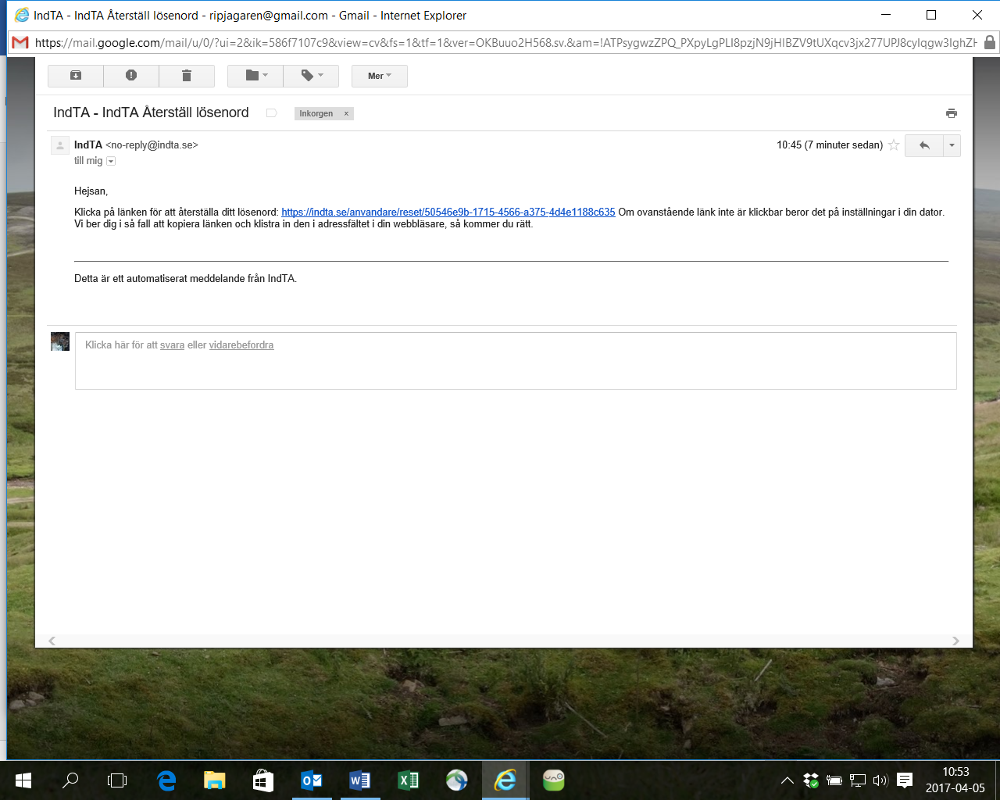 IndTA - IndTA Återställ lösenord - ripjagaren@gmail.com - Gmail - Internet Explorer
https://mail.google.com/mail/u/0/?ui=2&ik=586f7107c9&view=cv&fs=1&tf=1&ver=OKBuuo2H568.sv.&am=!ATPsygwzZPQ_PXpyLgPLI8pzjN9jHIBZV9tUXqcv3jx277UPJ8cyIqgw3IghZH
Mer
IndTA - IndTA Återställ lösenord
Inkorgen x
IndTA <no-reply@indta.se>
10:45 (7 minuter sedan)
till mig
Hejsan,
Klicka på länken för att återställa ditt lösenord: https://indta.se/anvandare/reset/50546e9b-1715-4566-a375-4d4e1188c635 Om ovanstående länk inte är klickbar beror det på inställningar i din dator.
Vi ber dig i så fall att kopiera länken och klistra in den i adressfältet i din webbläsare, så kommer du rätt.
Detta är ett automatiserat meddelande från IndTA.
Klicka här för att svara eller vidarebefordra
uno
10:53
2017-04-05